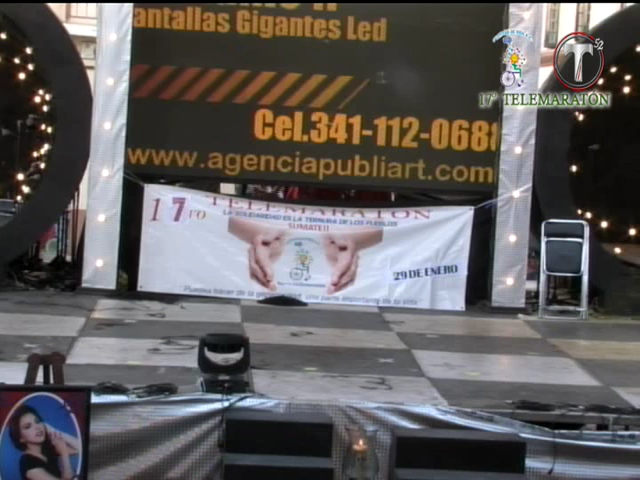 antallas Gigantes Led
Cel.341-112-068
www.agenciapubliart.com
17° TELEMARATON
17ro TELEMARATON
LA SOLIDARIDAD ES LA TERNURA DE LOS PUEBLOS
SUMATE!!
29 DE ENERO